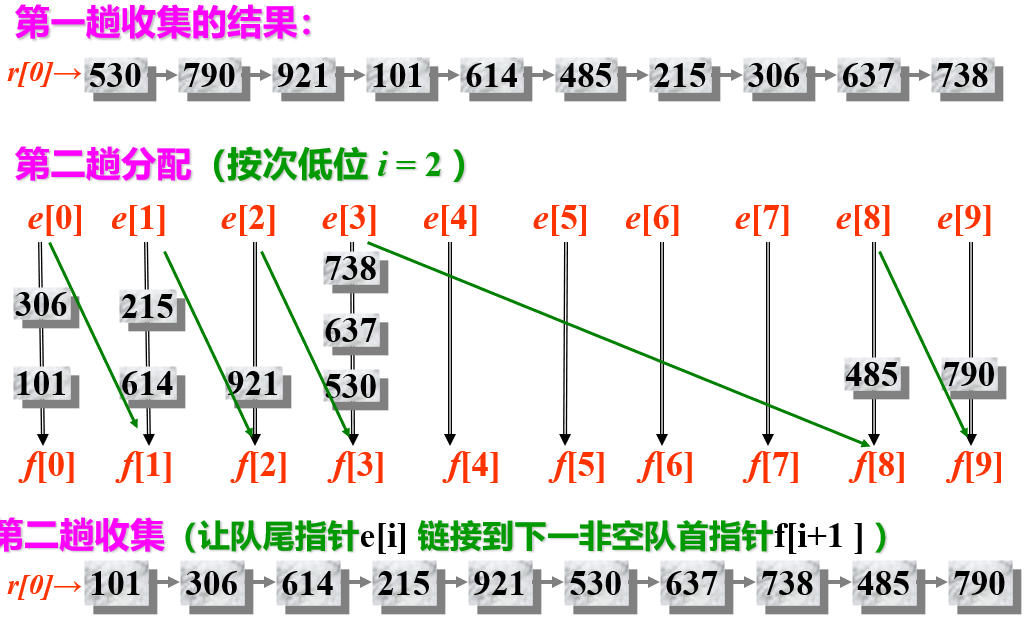 第一趟收集的结果：
r[0]→ 530 790 921 101 614 485 215 306 637 738
第二趟分配（按次低位 i = 2 ）
e[0] e[1] e[2] e[3] e[4] e[5] e[6] e[7] e[8] e[9]
738
306 215
637
101 614 921 530 485 790
f[0] f[1] f[2] f[3] f[4] f[5] f[6] f[7] f[8] f[9]
第二趟收集（让队尾指针e[i] 链接到下一非空队首指针f[i+1 ] ）
r[0]→ 101 306 614 215 921 530 637 738 485 790